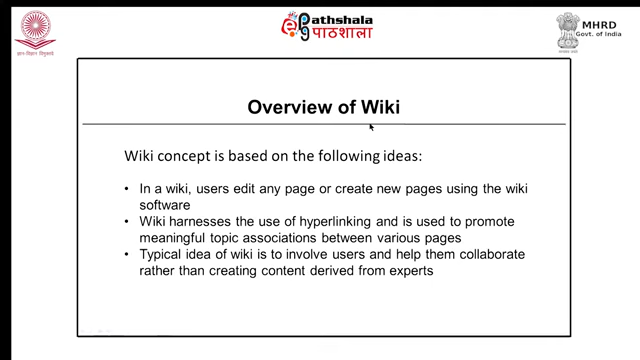 ePG Pathshala
पाठशाला
MHRD
Govt. of India
ज्ञान-विज्ञान विमुक्तये
Overview of Wiki
Wiki concept is based on the following ideas:
• In a wiki, users edit any page or create new pages using the wiki
software
• Wiki harnesses the use of hyperlinking and is used to promote
meaningful topic associations between various pages
• Typical idea of wiki is to involve users and help them collaborate
rather than creating content derived from experts